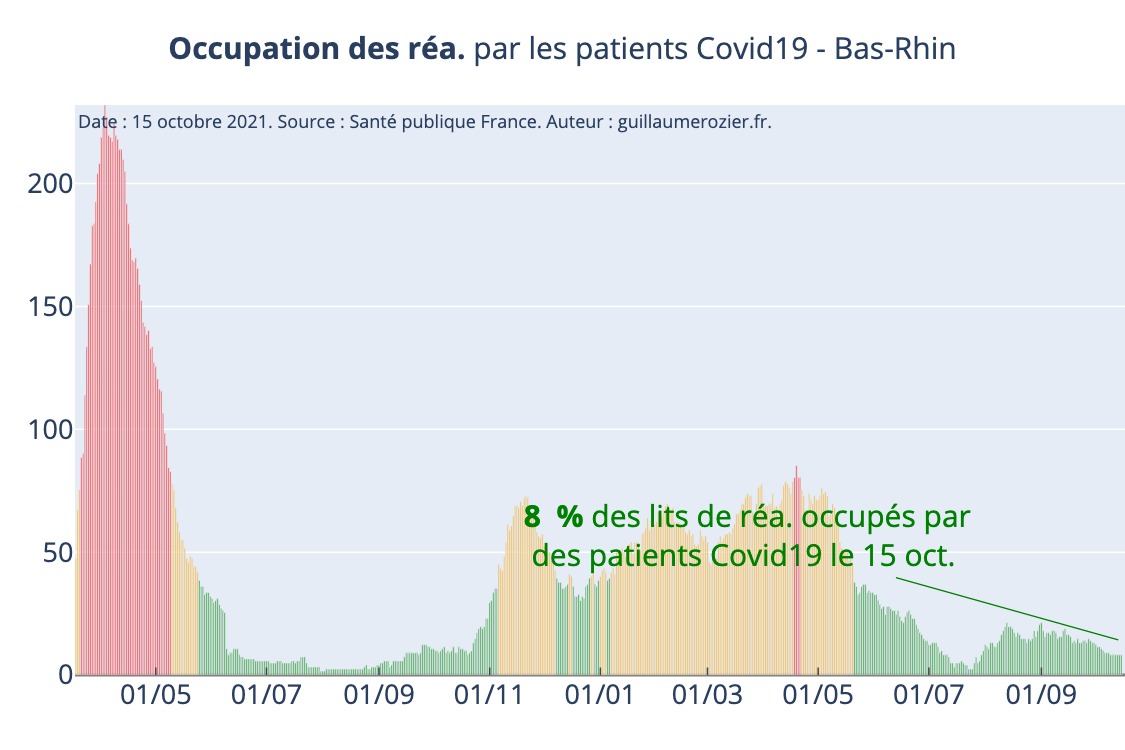 Occupation des réa. par les patients Covid19 - Bas-Rhin
Date : 15 octobre 2021. Source : Santé publique France. Auteur : guillaumerozier.fr.
200
150
100
50
0
8 % des lits de réa. occupés par
des patients Covid19 le 15 oct.
01/05 01/07 01/09 01/11 01/01 01/03 01/05 01/07 01/09